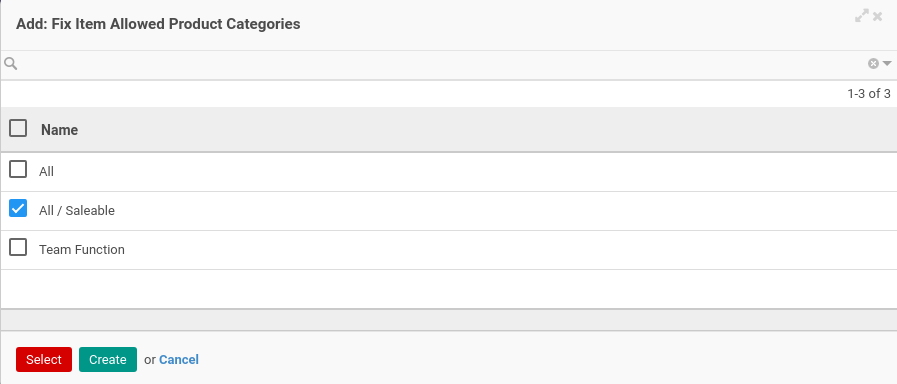 Add: Fix Item Allowed Product Categories
1-3 of 3
Name
All
All / Saleable
Team Function
Select Create or Cancel